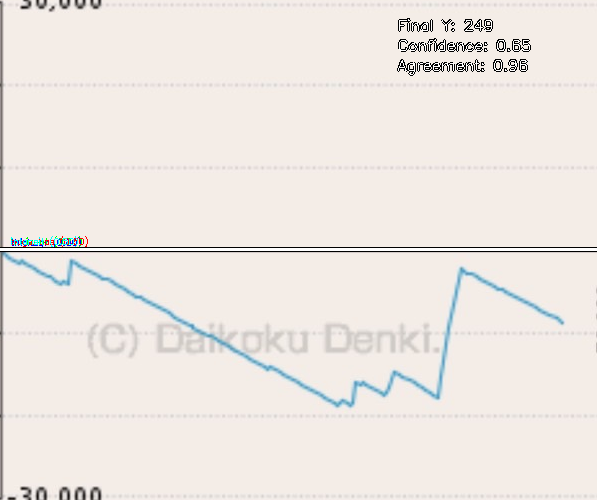 30,000
Final Y: 249
Confidence: 0.65
Agreement: 0.96
(C) Daikoku Denki.
-30,000